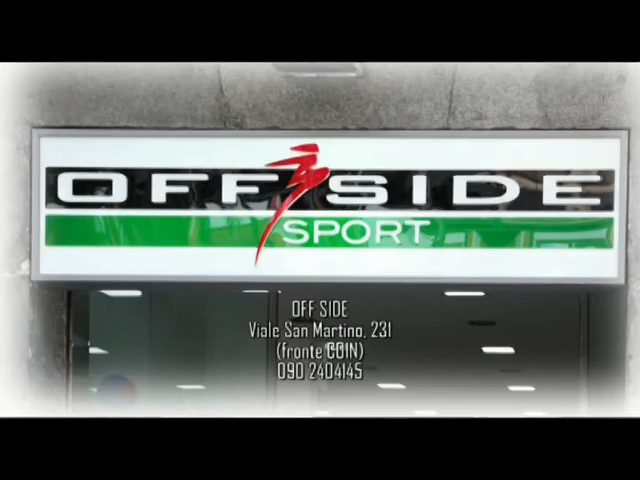 OFF SIDE
SPORT
OFF SIDE
Viale San Martino, 231
(fronte COIN)
090 2404145